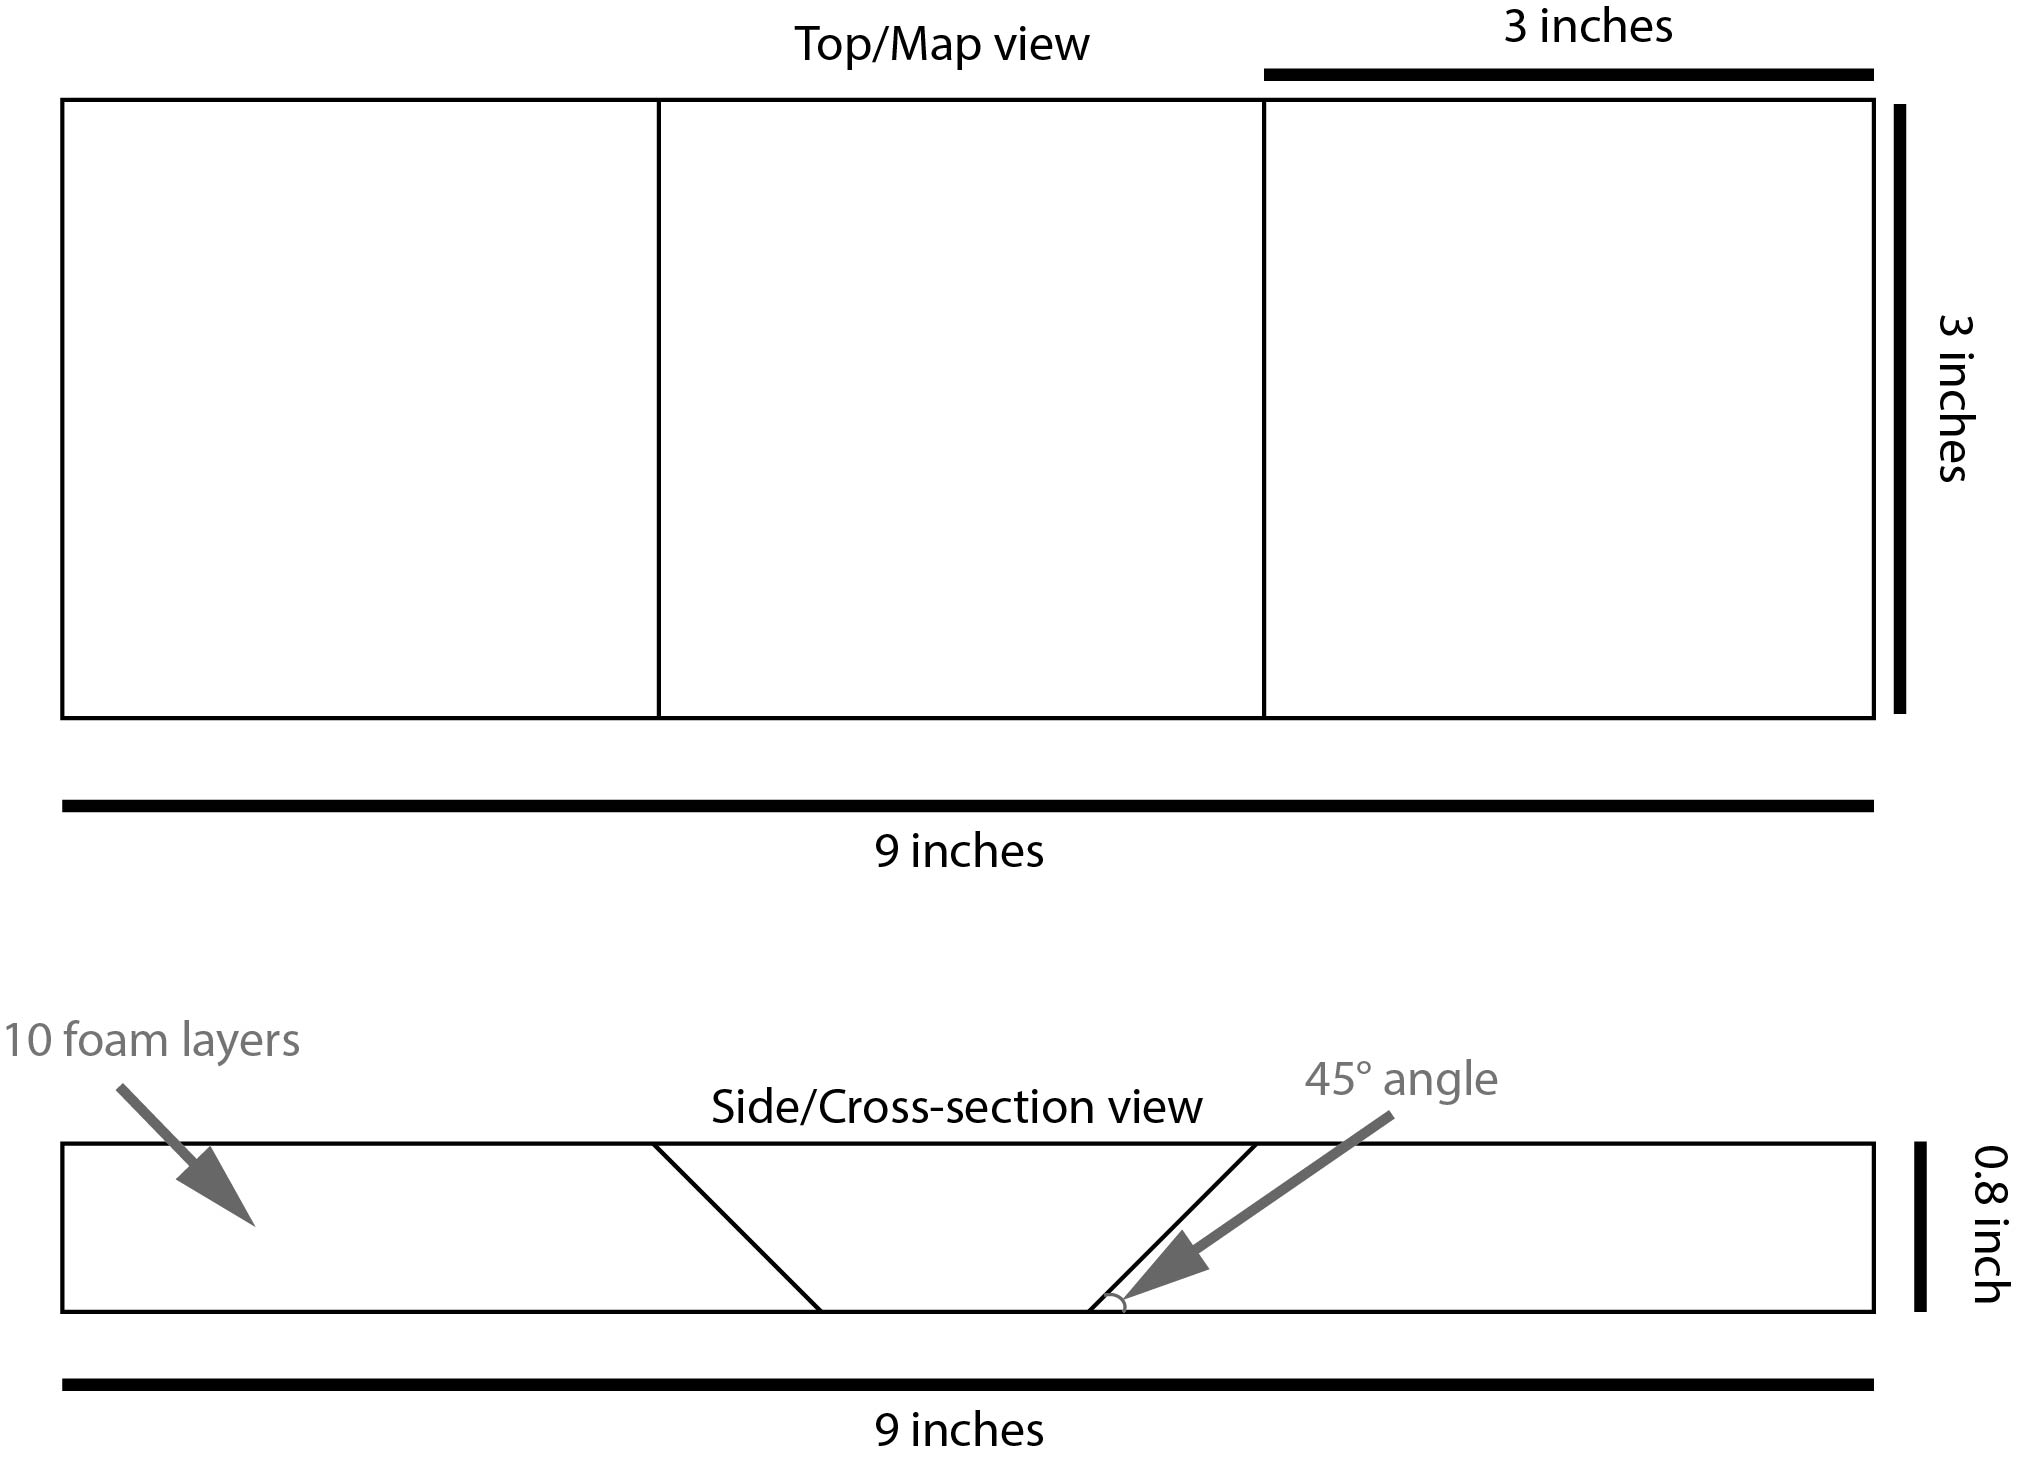 Top/Map view
3 inches
3 inches
9 inches
10 foam layers
Side/Cross-section view
45° angle
0.8 inch
9 inches